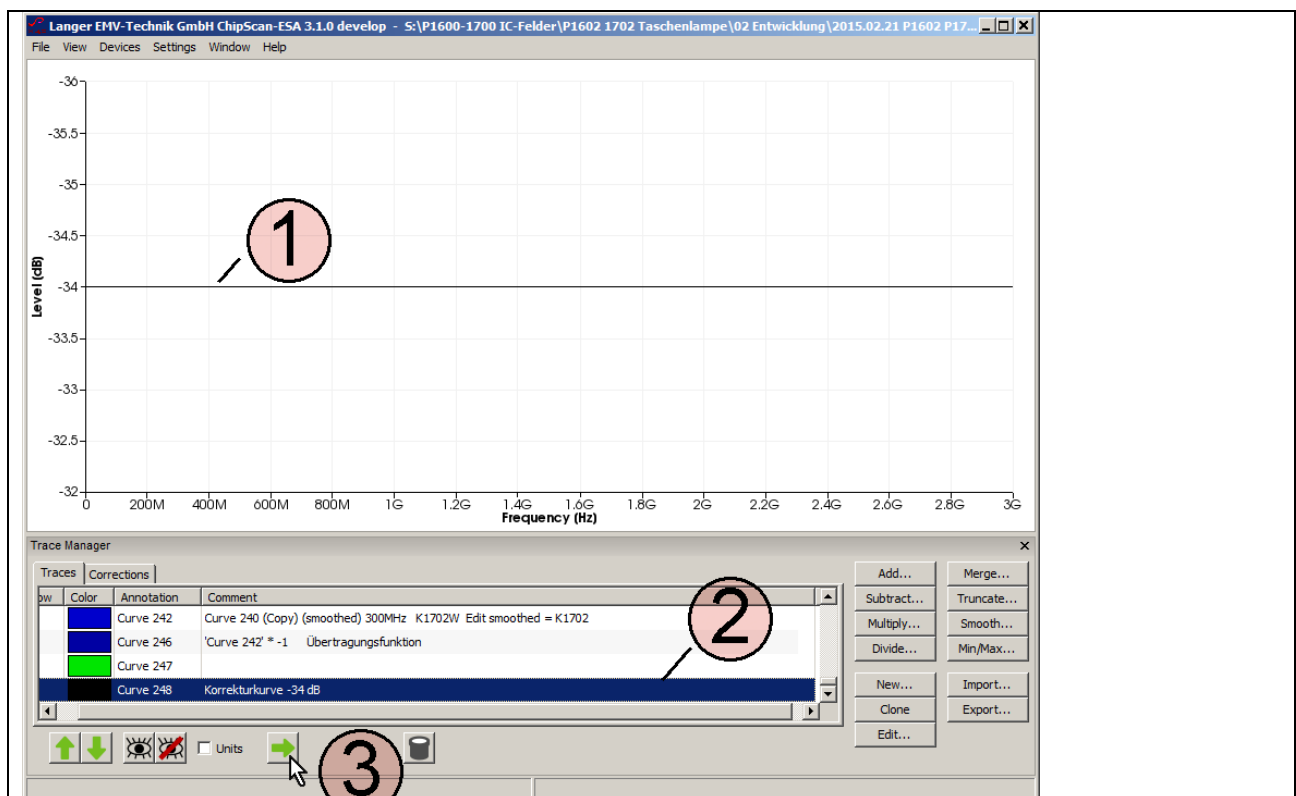 Langer EMV-Technik GmbH ChipScan-ESA 3.1.0 develop - S:\P1600-1700 IC-Felder\P1602 1702 Taschenlampe\02 Entwicklung\2015.02.21 P1602 P17...
File View Devices Settings Window Help
-36
-35.5
-35
-34.5
-34
-33.5
-33
-32.5
-32
Level (dB)
1
0 200M 400M 600M 800M 1G 1.2G 1.4G 1.6G 1.8G 2G 2.2G 2.4G 2.6G 2.8G 3G
Frequency (Hz)
Trace Manager
Traces Corrections
ow Color Annotation Comment
Curve 242 Curve 240 (Copy) (smoothed) 300MHz K1702W Edit smoothed = K1702
Curve 246 'Curve 242' * -1 Übertragungsfunktion
Curve 247
Curve 248 Korrekturkurve -34 dB
2
Add... Merge...
Subtract... Truncate...
Multiply... Smooth...
Divide... Min/Max...
New... Import...
Clone Export...
Edit...
Units
3